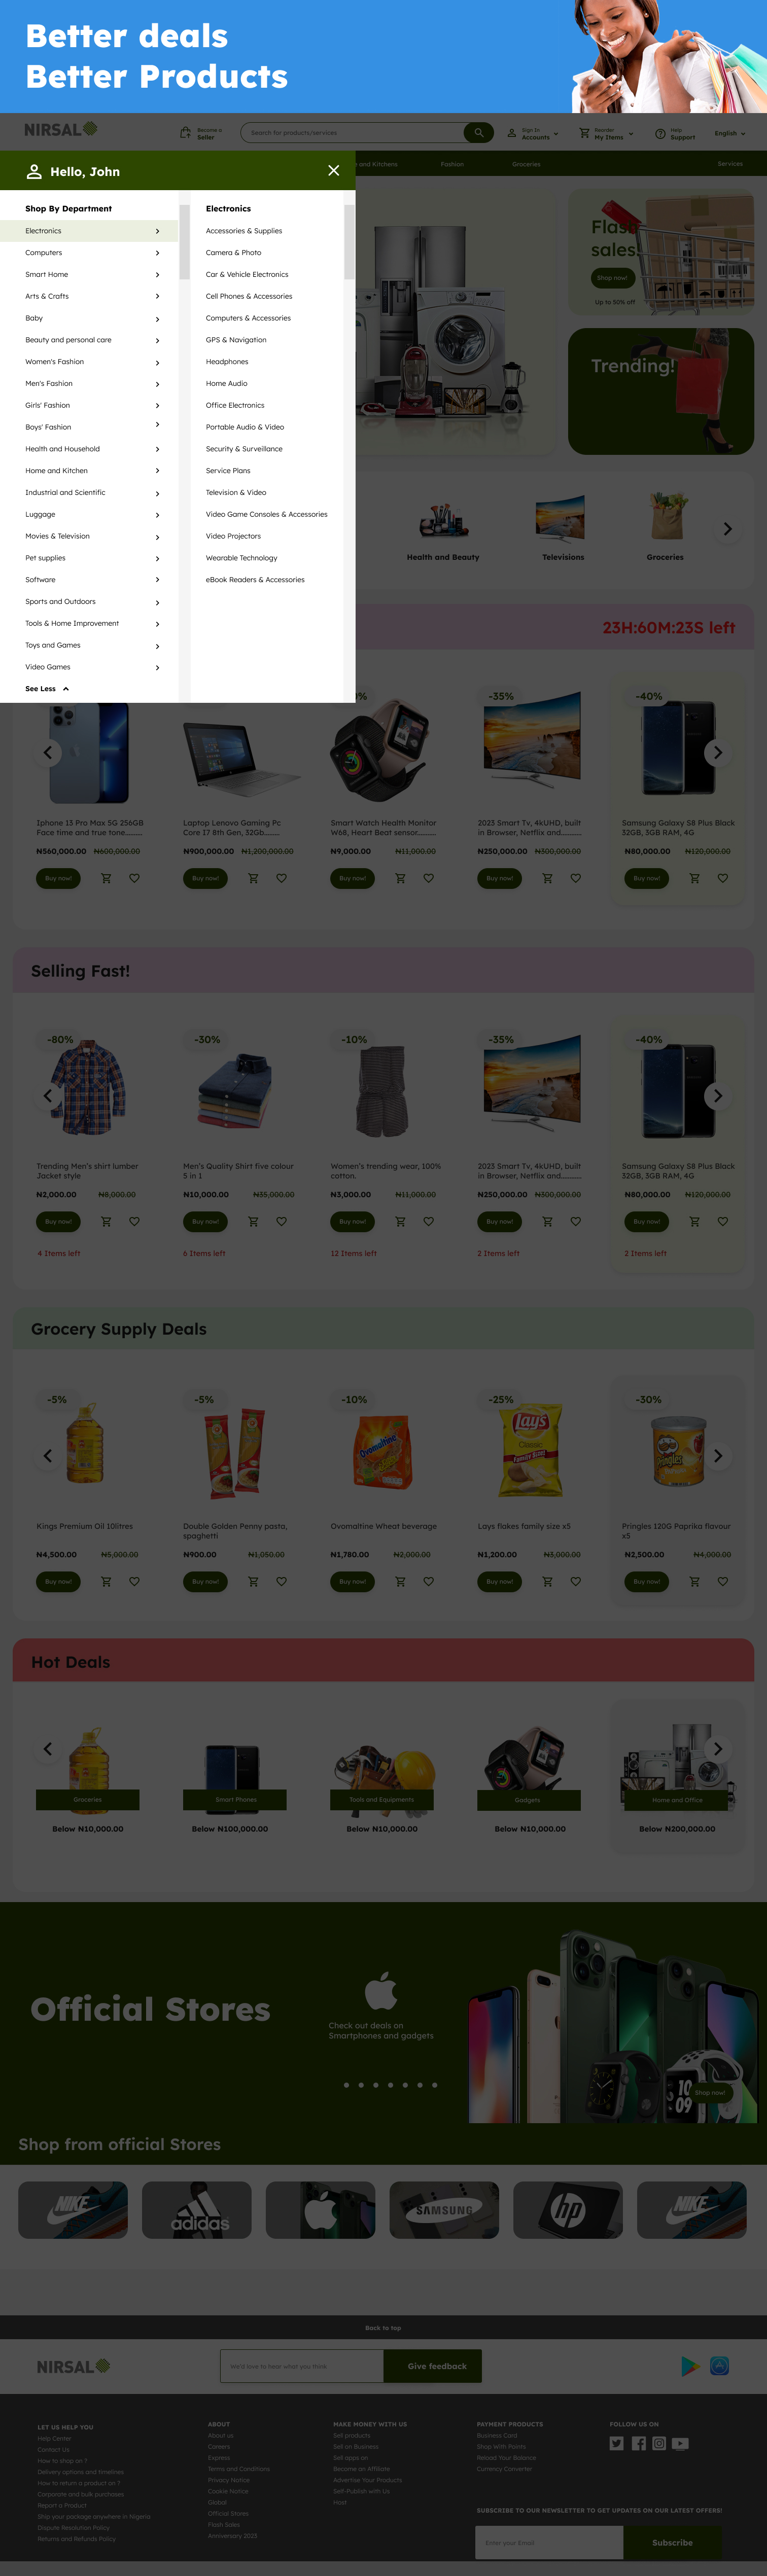 Better deals
Better Products
NIRSAL
Become a
Seller
Search for products/services
Sign In
Accounts
Reorder
My Items
Help
Support
English
Hello, John
and Kitchens
Fashion
Groceries
Services
Shop By Department
Electronics
Computers
Smart Home
Arts & Crafts
Baby
Beauty and personal care
Women's Fashion
Men's Fashion
Girls' Fashion
Boys' Fashion
Health and Household
Home and Kitchen
Industrial and Scientific
Luggage
Movies & Television
Pet supplies
Software
Sports and Outdoors
Tools & Home Improvement
Toys and Games
Video Games
See Less
Electronics
Accessories & Supplies
Camera & Photo
Car & Vehicle Electronics
Cell Phones & Accessories
Computers & Accessories
GPS & Navigation
Headphones
Home Audio
Office Electronics
Portable Audio & Video
Security & Surveillance
Service Plans
Television & Video
Video Game Consoles & Accessories
Video Projectors
Wearable Technology
eBook Readers & Accessories
Flash
sales!
Shop now!
Up to 50% off
Trending!
Health and Beauty
Televisions
Groceries
23H:60M:23S left
-35%
-40%
Iphone 13 Pro Max 5G 256GB
Face time and true tone.........
₦560,000.00 ₦600,000.00
Buy now!
Laptop Lenovo Gaming Pc
Core I7 8th Gen, 32Gb........
₦900,000.00 ₦1,200,000.00
Buy now!
Smart Watch Health Monitor
W68, Heart Beat sensor..........
₦9,000.00 ₦11,000.00
Buy now!
2023 Smart Tv, 4kUHD, built
in Browser, Netflix and...........
₦250,000.00 ₦300,000.00
Buy now!
Samsung Galaxy S8 Plus Black
32GB, 3GB RAM, 4G
₦80,000.00 ₦120,000.00
Buy now!
Selling Fast!
-80%
Trending Men's shirt lumber
Jacket style
₦2,000.00 ₦8,000.00
Buy now!
4 Items left
-30%
Men's Quality Shirt five colour
5 in 1
₦10,000.00 ₦35,000.00
Buy now!
6 Items left
-10%
Women's trending wear, 100%
cotton.
₦3,000.00 ₦11,000.00
Buy now!
12 Items left
-35%
2023 Smart Tv, 4kUHD, built
in Browser, Netflix and...........
₦250,000.00 ₦300,000.00
Buy now!
2 Items left
-40%
Samsung Galaxy S8 Plus Black
32GB, 3GB RAM, 4G
₦80,000.00 ₦120,000.00
Buy now!
2 Items left
Grocery Supply Deals
-5%
Kings Premium Oil 10litres
₦4,500.00 ₦5,000.00
Buy now!
-5%
Double Golden Penny pasta,
spaghetti
₦900.00 ₦1,050.00
Buy now!
-10%
Ovomaltine
Ovomaltine Wheat beverage
₦1,780.00 ₦2,000.00
Buy now!
-25%
Lay's
Classic
Lays flakes family size x5
₦1,200.00 ₦3,000.00
Buy now!
-30%
Pringles
Pringles 120G Paprika flavour
x5
₦2,500.00 ₦4,000.00
Buy now!
Hot Deals
Groceries
Below ₦10,000.00
Smart Phones
Below ₦100,000.00
Tools and Equipments
Below ₦10,000.00
Gadgets
Below ₦10,000.00
Home and Office
Below ₦200,000.00
Official Stores
Check out deals on
Smartphones and gadgets
10
09
Shop now!
Shop from official Stores
NIKE
adidas
SAMSUNG
hp
NIKE
Back to top
NIRSAL
We'd love to hear what you think
Give feedback
LET US HELP YOU
Help Center
Contact Us
How to shop on ?
Delivery options and timelines
How to return a product on ?
Corporate and bulk purchases
Report a Product
Ship your package anywhere in Nigeria
Dispute Resolution Policy
Returns and Refunds Policy
ABOUT
About us
Careers
Express
Terms and Conditions
Privacy Notice
Cookie Notice
Global
Official Stores
Flash Sales
Anniversary 2023
MAKE MONEY WITH US
Sell products
Sell on Business
Sell apps on
Become an Affiliate
Advertise Your Products
Self-Publish with Us
Host
PAYMENT PRODUCTS
Business Card
Shop With Points
Reload Your Balance
Currency Converter
FOLLOW US ON
SUBSCRIBE TO OUR NEWSLETTER TO GET UPDATES ON OUR LATEST OFFERS!
Enter your Email
Subscribe